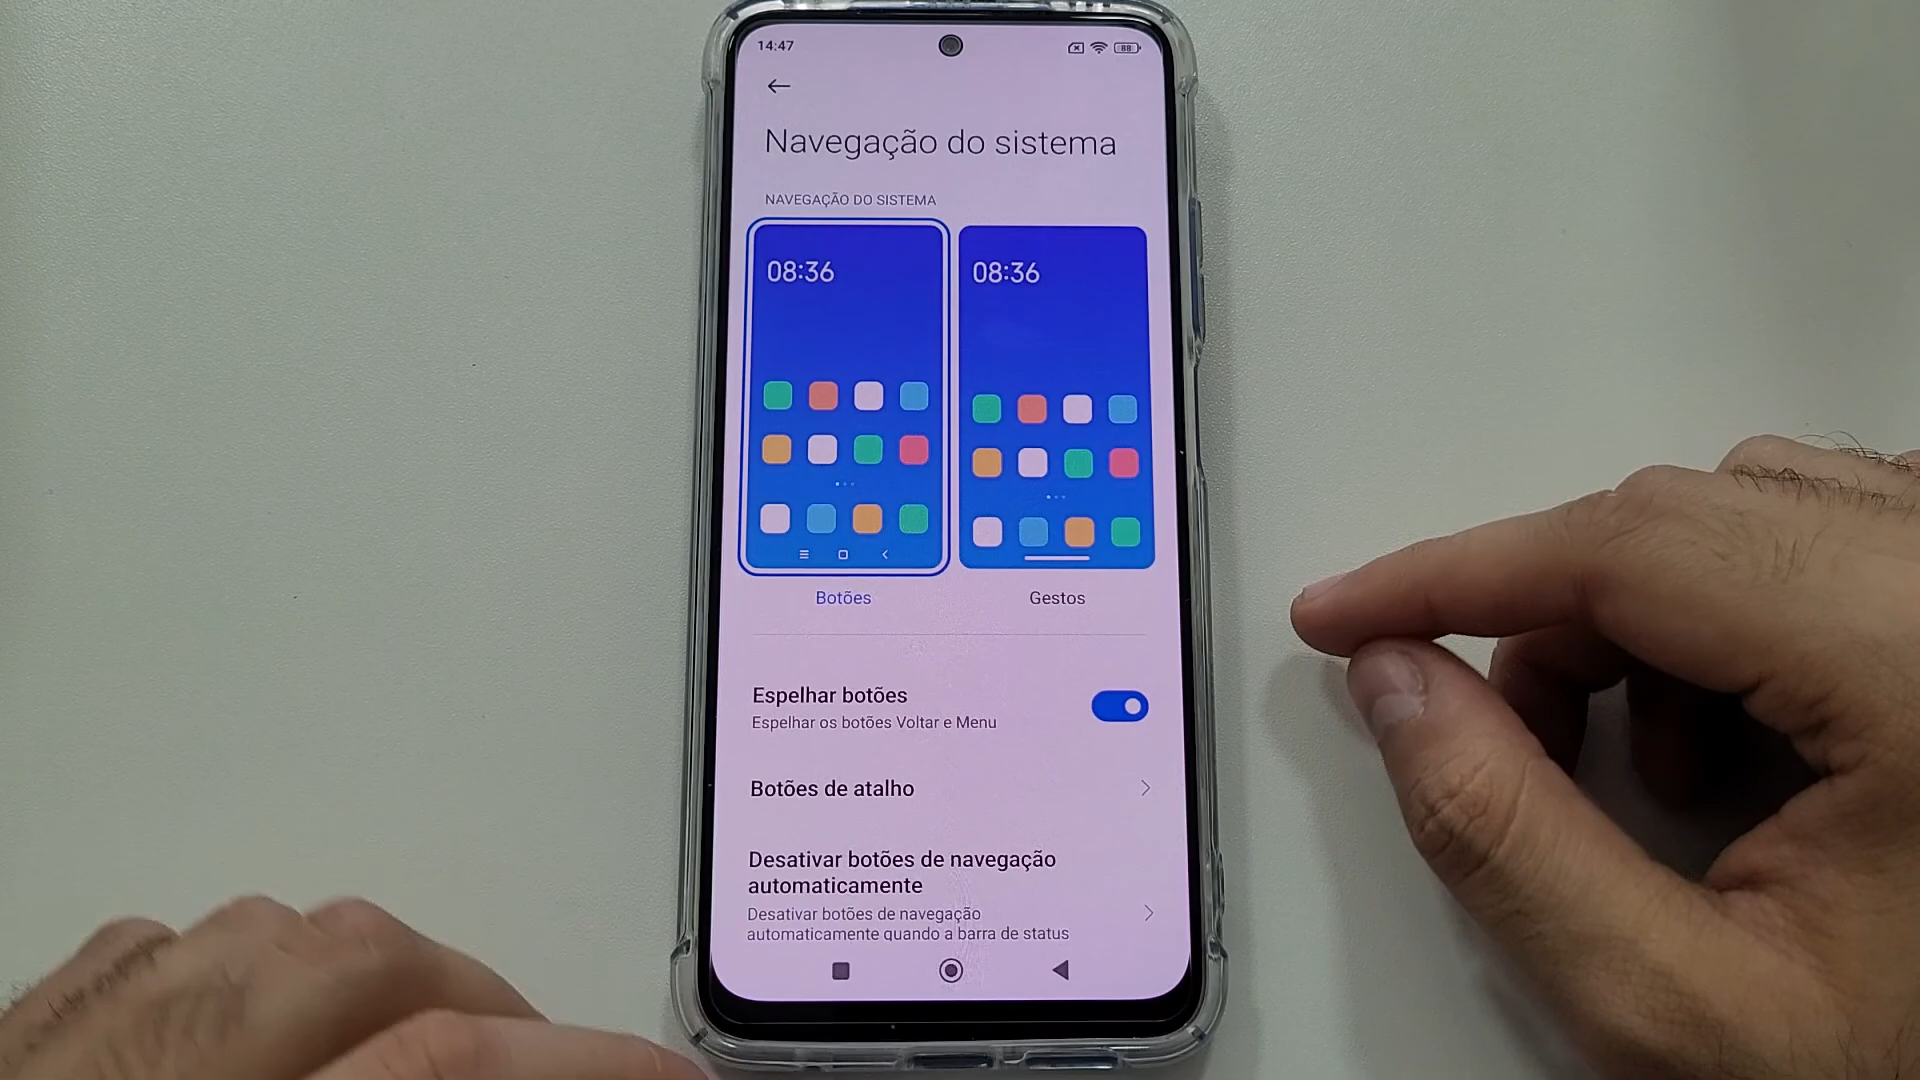 14:47
88
Navegação do sistema
NAVEGAÇÃO DO SISTEMA
08:36
08:36
Botões
Gestos
Espelhar botões
Espelhar os botões Voltar e Menu
Botões de atalho
Desativar botões de navegação
automaticamente
Desativar botões de navegação
automaticamente quando a barra de status